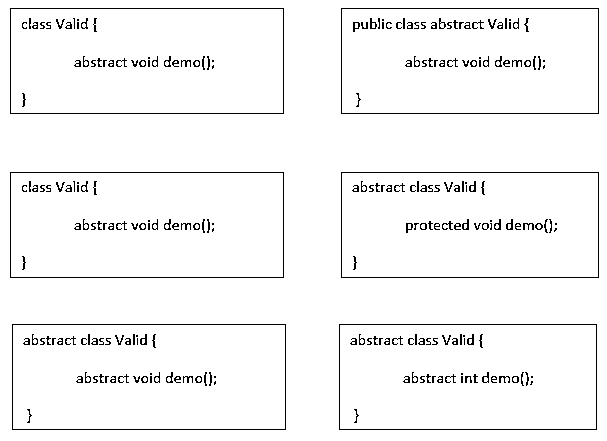 class Valid {
abstract void demo();
}
public class abstract Valid {
abstract void demo();
}
class Valid {
abstract void demo();
}
abstract class Valid {
protected void demo();
}
abstract class Valid {
abstract void demo();
}
abstract class Valid {
abstract int demo();
}